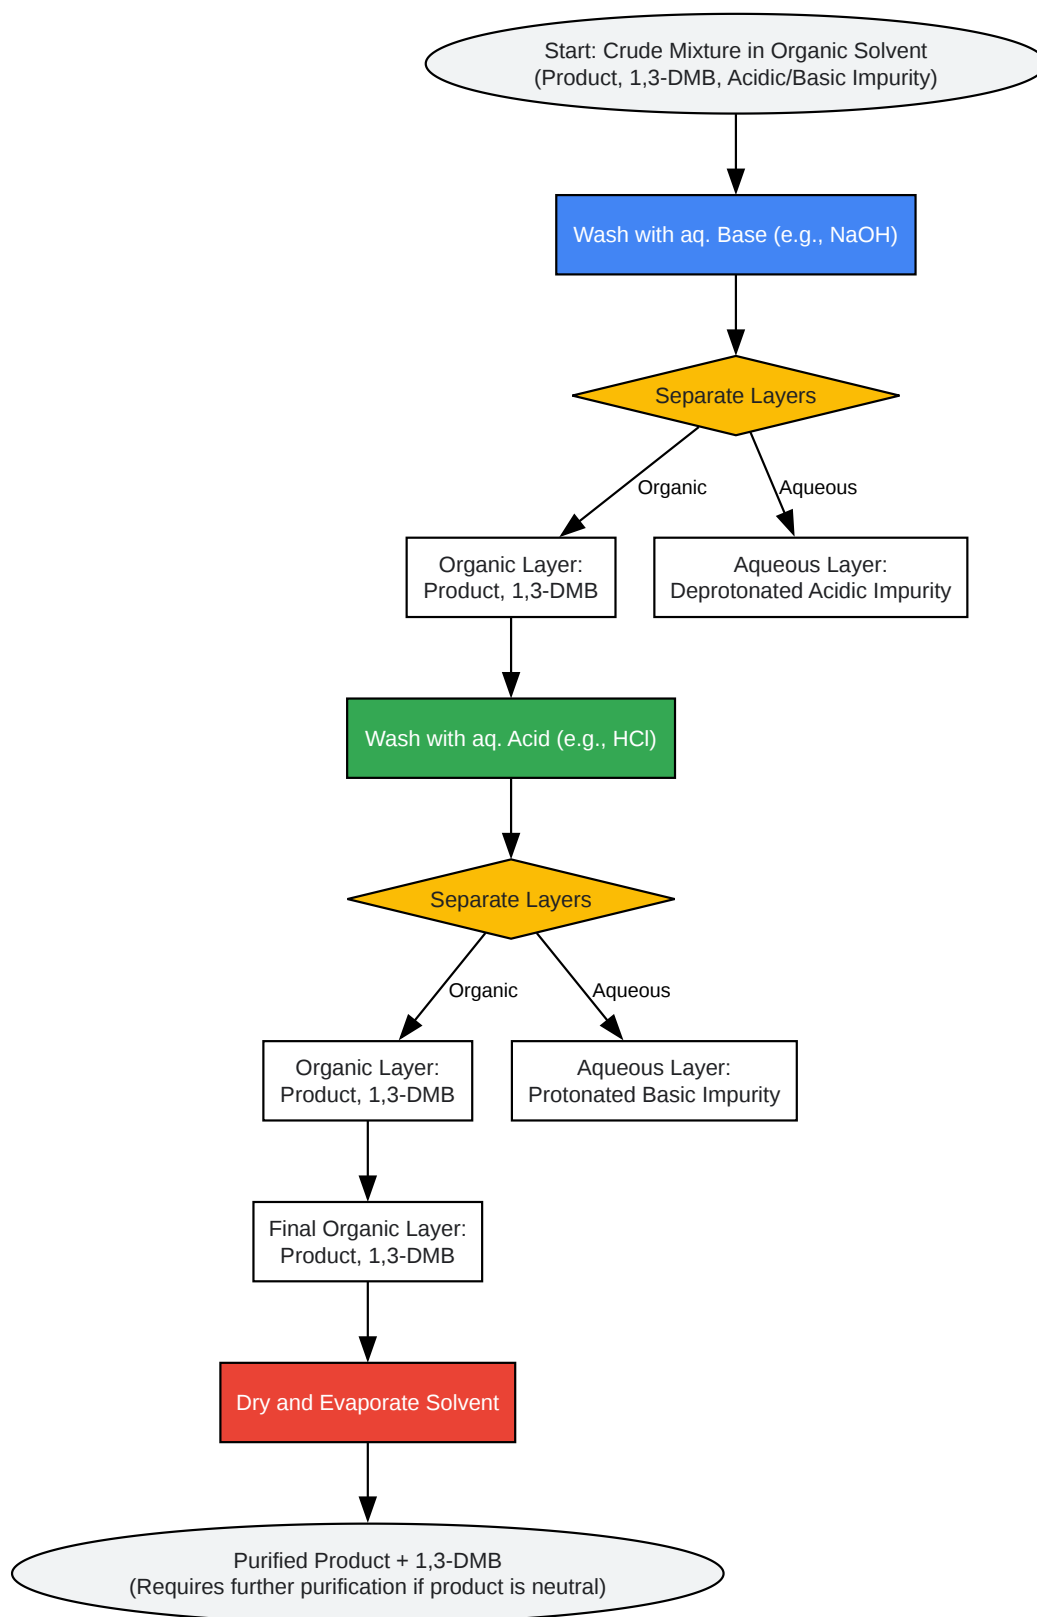 Start: Crude Mixture in Organic Solvent
(Product, 1,3-DMB, Acidic/Basic Impurity)
Wash with aq. Base (e.g., NaOH)
Separate Layers
Organic
Aqueous
Organic Layer:
Product, 1,3-DMB
Aqueous Layer:
Deprotonated Acidic Impurity
Wash with aq. Acid (e.g., HCl)
Separate Layers
Organic
Aqueous
Organic Layer:
Product, 1,3-DMB
Aqueous Layer:
Protonated Basic Impurity
Final Organic Layer:
Product, 1,3-DMB
Dry and Evaporate Solvent
Purified Product + 1,3-DMB
(Requires further purification if product is neutral)